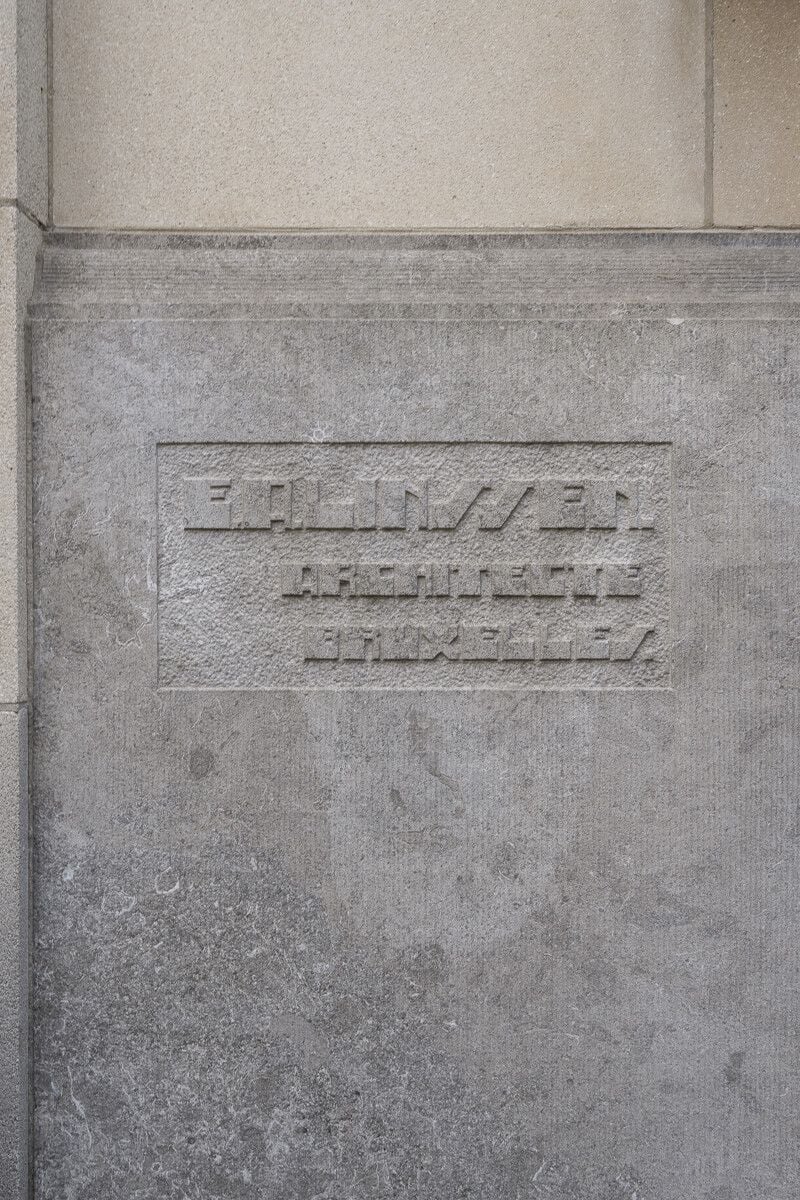 E.A. LINSSEN
ARCHITECTE
BRUXELLES.